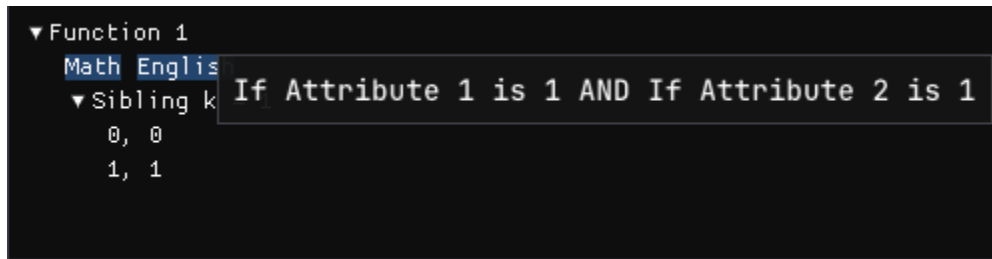 Function 1
Math English
If Attribute 1 is 1 AND If Attribute 2 is 1
Sibling k
0, 0
1, 1